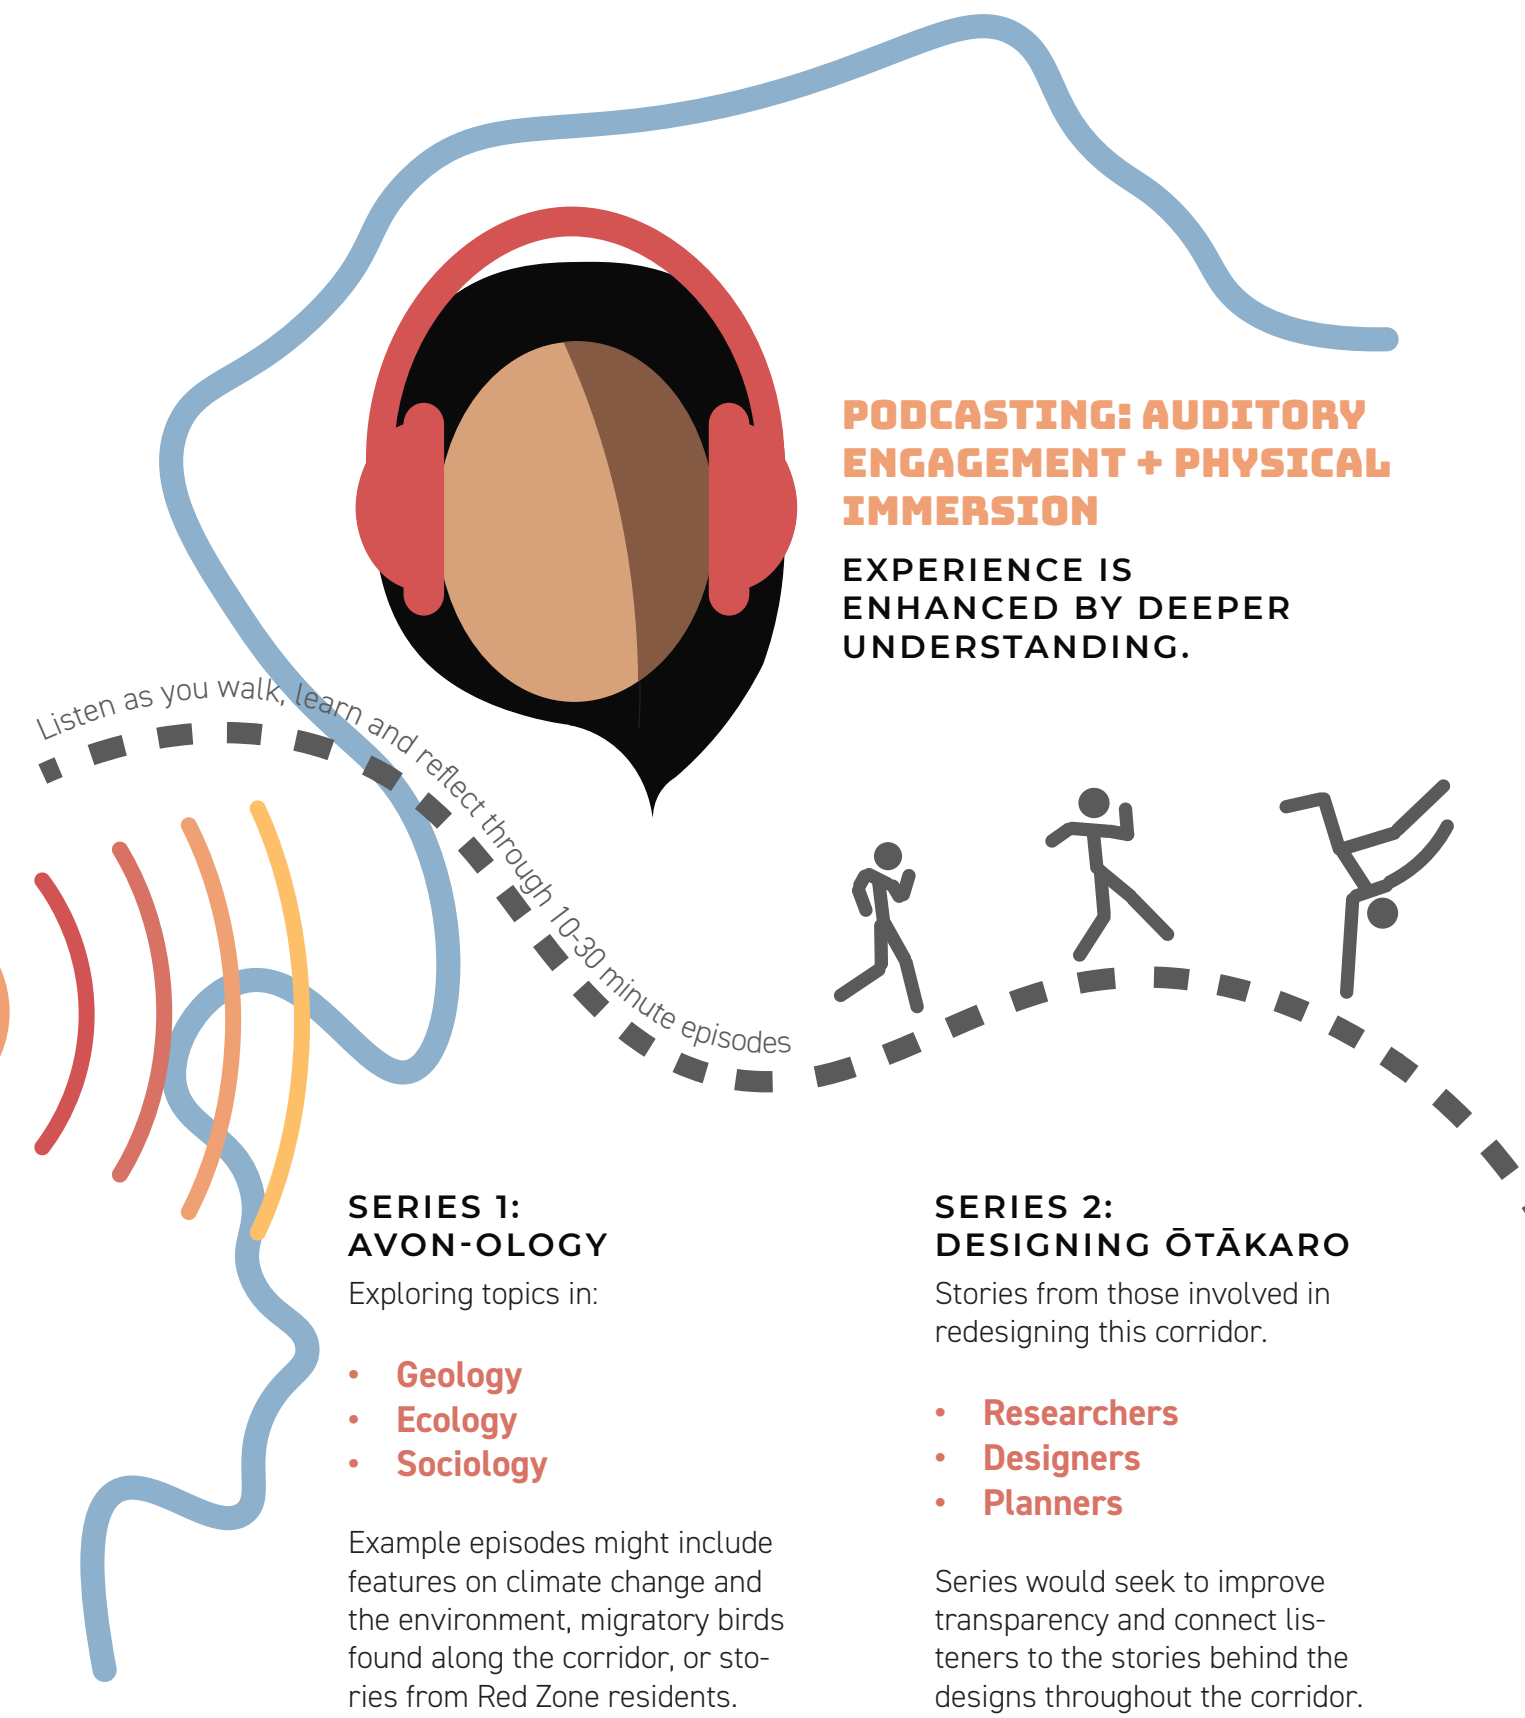 PODCASTING: AUDITORY
ENGAGEMENT + PHYSICAL
IMMERSION
EXPERIENCE IS
ENHANCED BY DEEPER
UNDERSTANDING.
Listen as you walk, learn and reflect through 10-30 minute episodes
SERIES 1:
AVON-OLOGY
Exploring topics in:
• Geology
• Ecology
• Sociology
Example episodes might include
features on climate change and
the environment, migratory birds
found along the corridor, or sto-
ries from Red Zone residents.
SERIES 2:
DESIGNING ŌTĀKARO
Stories from those involved in
redesigning this corridor.
• Researchers
• Designers
• Planners
Series would seek to improve
transparency and connect lis-
teners to the stories behind the
designs throughout the corridor.